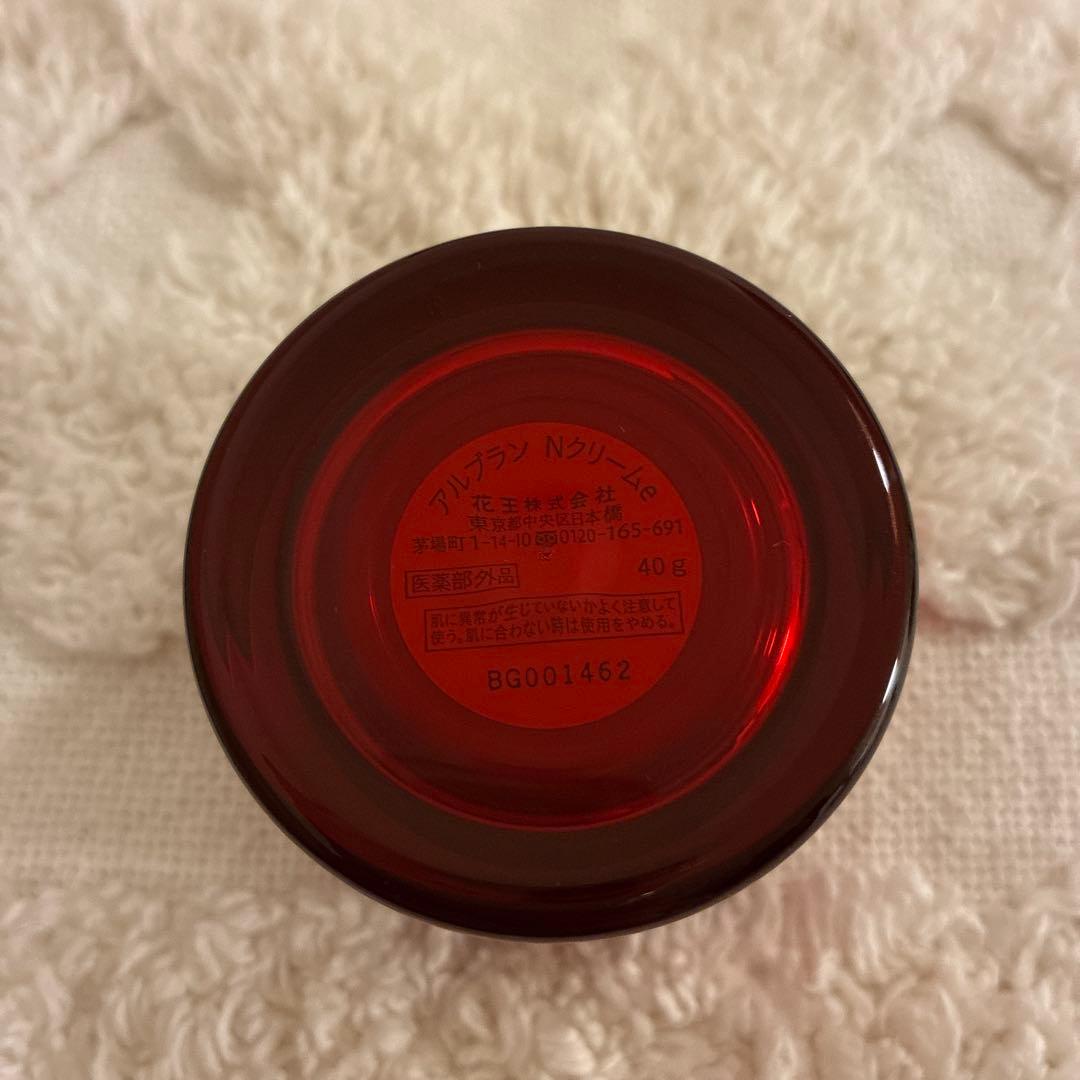 アルブラン Nクリームe
花王株式会社
東京都中央区日本橋
茅場町1-14-10 0120-165-691
医薬部外品 40g
肌に異常が生じていないかよく注意して
使う。肌に合わない時は使用をやめる。
BG001462